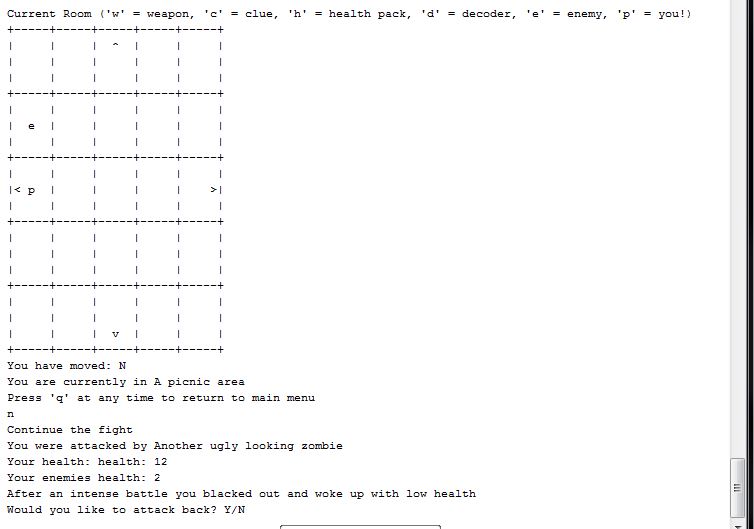 Current Room ('w' = weapon, 'c' = clue, 'h' = health pack, 'd' = decoder, 'e' = enemy, 'p' = you!)
+-----+-----+-----+-----+-----+
|     |     |  ^  |     |     |
|     |     |     |     |     |
|     |     |     |     |     |
+-----+-----+-----+-----+-----+
|     |     |     |     |     |
|  e  |     |     |     |     |
|     |     |     |     |     |
+-----+-----+-----+-----+-----+
|     |     |     |     |     |
|< p  |     |     |     |    >|
|     |     |     |     |     |
+-----+-----+-----+-----+-----+
|     |     |     |     |     |
|     |     |     |     |     |
|     |     |     |     |     |
+-----+-----+-----+-----+-----+
|     |     |     |     |     |
|     |     |     |     |     |
|     |     |  v  |     |     |
+-----+-----+-----+-----+-----+
You have moved: N
You are currently in A picnic area
Press 'q' at any time to return to main menu
n
Continue the fight
You were attacked by Another ugly looking zombie
Your health: health: 12
Your enemies health: 2
After an intense battle you blacked out and woke up with low health
Would you like to attack back? Y/N